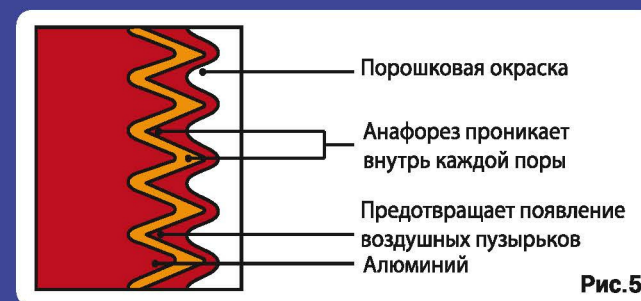 Порошковая окраска
Анафорез проникает
внутрь каждой поры
Предотвращает появление
воздушных пузырьков
Алюминий
Рис.5